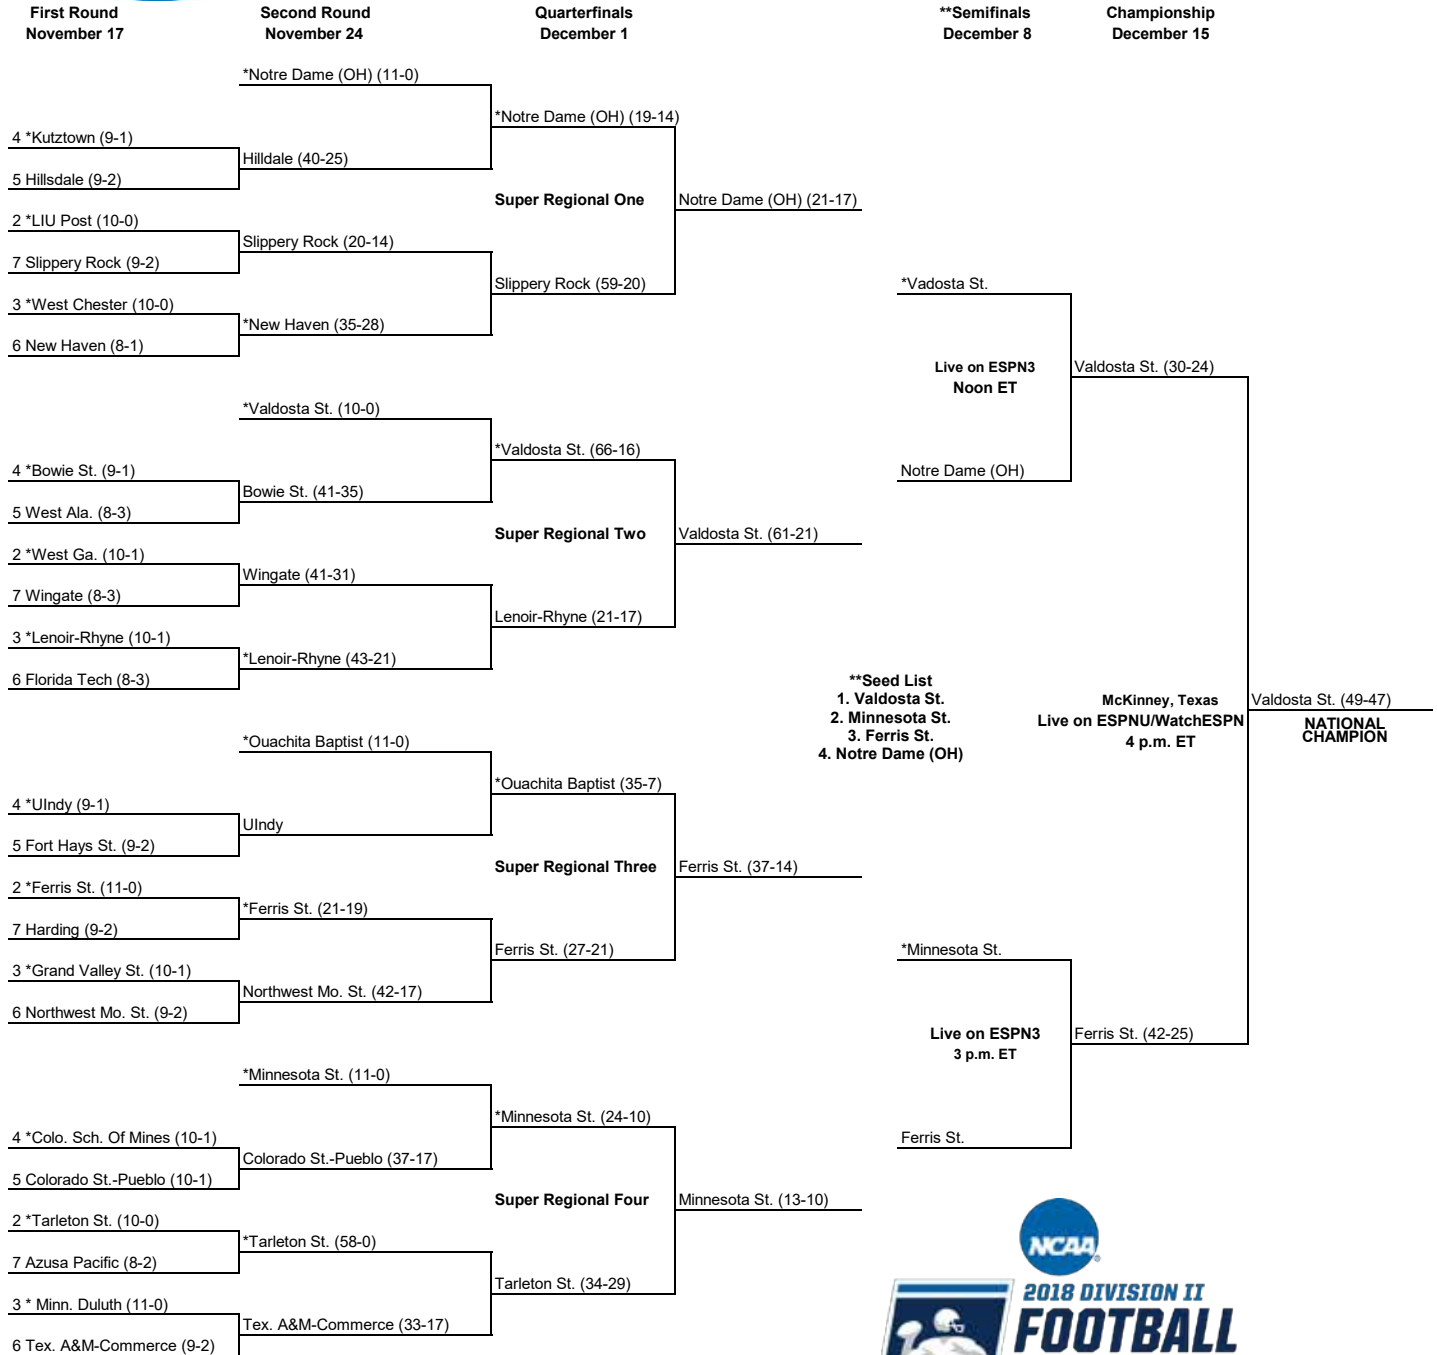 First Round
November 17
Second Round
November 24
Quarterfinals
December 1
**Semifinals
December 8
Championship
December 15
*Notre Dame (OH) (11-0)
*Notre Dame (OH) (19-14)
4 *Kutztown (9-1)
Hilldale (40-25)
5 Hillsdale (9-2)
Super Regional One
Notre Dame (OH) (21-17)
2 *LIU Post (10-0)
Slippery Rock (20-14)
7 Slippery Rock (9-2)
Slippery Rock (59-20)
3 *West Chester (10-0)
*New Haven (35-28)
6 New Haven (8-1)
*Vadosta St.
Live on ESPN3
Noon ET
Valdosta St. (30-24)
Notre Dame (OH)
*Valdosta St. (10-0)
*Valdosta St. (66-16)
4 *Bowie St. (9-1)
Bowie St. (41-35)
5 West Ala. (8-3)
Super Regional Two
Valdosta St. (61-21)
2 *West Ga. (10-1)
Wingate (41-31)
7 Wingate (8-3)
Lenoir-Rhyne (21-17)
3 *Lenoir-Rhyne (10-1)
*Lenoir-Rhyne (43-21)
6 Florida Tech (8-3)
**Seed List
1. Valdosta St.
2. Minnesota St.
3. Ferris St.
4. Notre Dame (OH)
McKinney, Texas
Live on ESPNU/WatchESPN
4 p.m. ET
Valdosta St. (49-47)
NATIONAL
CHAMPION
*Ouachita Baptist (11-0)
*Ouachita Baptist (35-7)
4 *UIndy (9-1)
UIndy
5 Fort Hays St. (9-2)
Super Regional Three
Ferris St. (37-14)
2 *Ferris St. (11-0)
*Ferris St. (21-19)
7 Harding (9-2)
Ferris St. (27-21)
3 *Grand Valley St. (10-1)
Northwest Mo. St. (42-17)
6 Northwest Mo. St. (9-2)
*Minnesota St.
Live on ESPN3
3 p.m. ET
Ferris St. (42-25)
Ferris St.
*Minnesota St. (11-0)
*Minnesota St. (24-10)
4 *Colo. Sch. Of Mines (10-1)
Colorado St.-Pueblo (37-17)
5 Colorado St.-Pueblo (10-1)
Super Regional Four
Minnesota St. (13-10)
2 *Tarleton St. (10-0)
*Tarleton St. (58-0)
7 Azusa Pacific (8-2)
Tarleton St. (34-29)
3 * Minn. Duluth (11-0)
Tex. A&M-Commerce (33-17)
6 Tex. A&M-Commerce (9-2)
NCAA
2018 DIVISION II
FOOTBALL